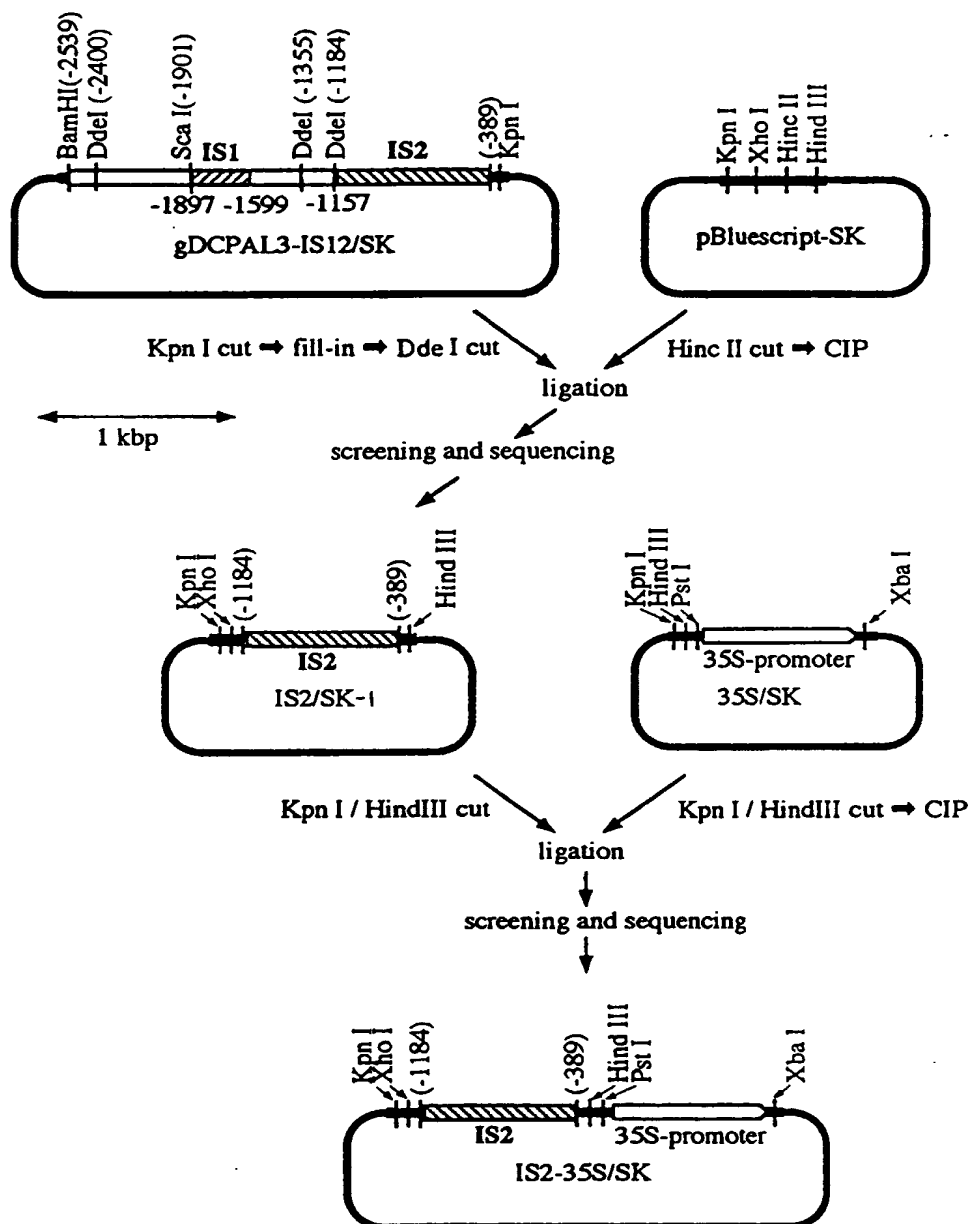 BamHI(-2539)
DdeI (-2400)
Sca I(-1901)
DdeI (-1355)
DdeI (-1184)
(-389)
Kpn I
IS1
IS2
-1897 -1599 -1157
gDCPAL3-IS12/SK
Kpn I
Xho I
Hinc II
Hind III
pBluescript-SK
Kpn I cut ➡ fill-in ➡ Dde I cut
Hinc II cut ➡ CIP
ligation
1 kbp
screening and sequencing
Kpn I
Xho I
(-1184)
(-389)
Hind III
IS2
IS2/SK-1
Kpn I
Hind III
Pst I
Xba I
35S-promoter
35S/SK
Kpn I / HindIII cut
Kpn I / HindIII cut ➡ CIP
ligation
screening and sequencing
Kpn I
Xho I
(-1184)
(-389)
Hind III
Pst I
Xba I
IS2
35S-promoter
IS2-35S/SK